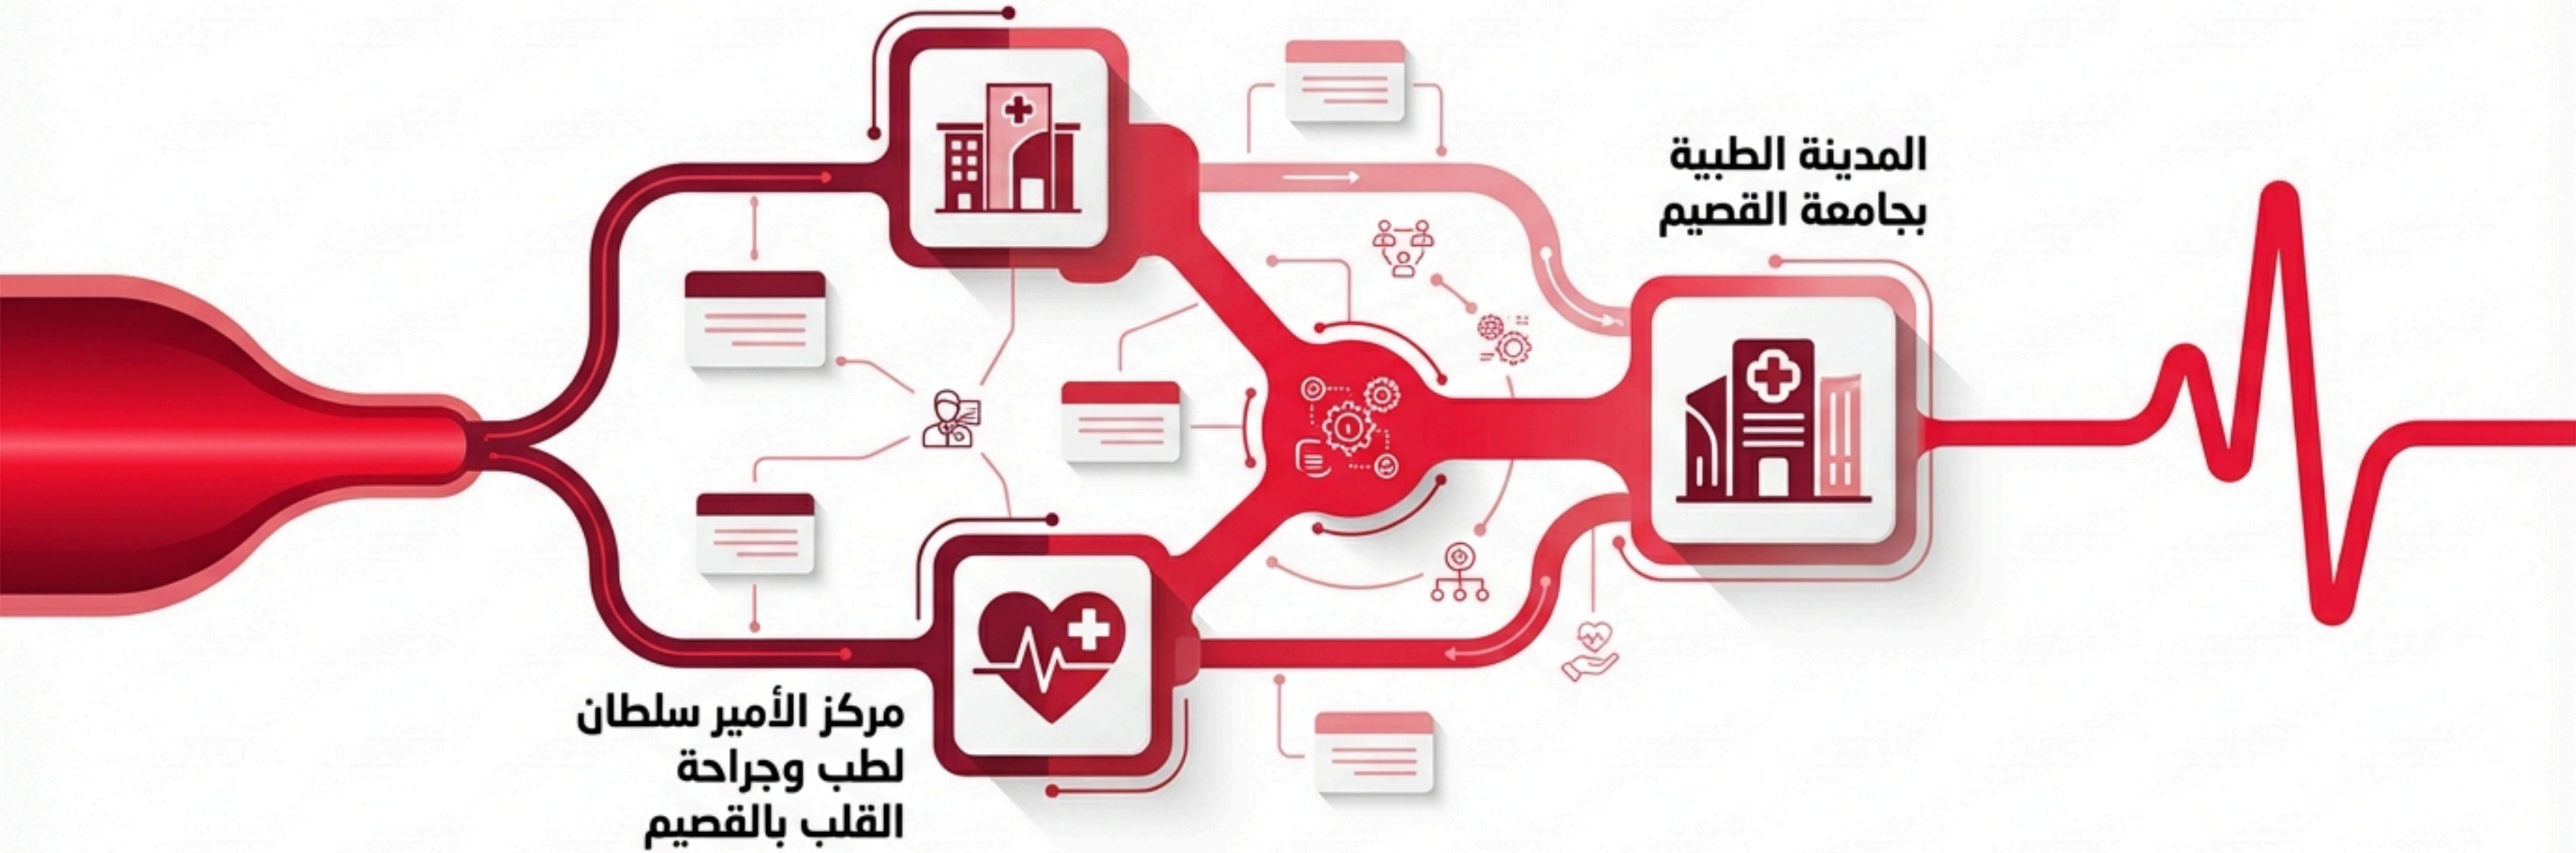 المدينة الطبية
بجامعة القصيم
مركز الأمير سلطان
لطب وجراحة
القلب بالقصيم